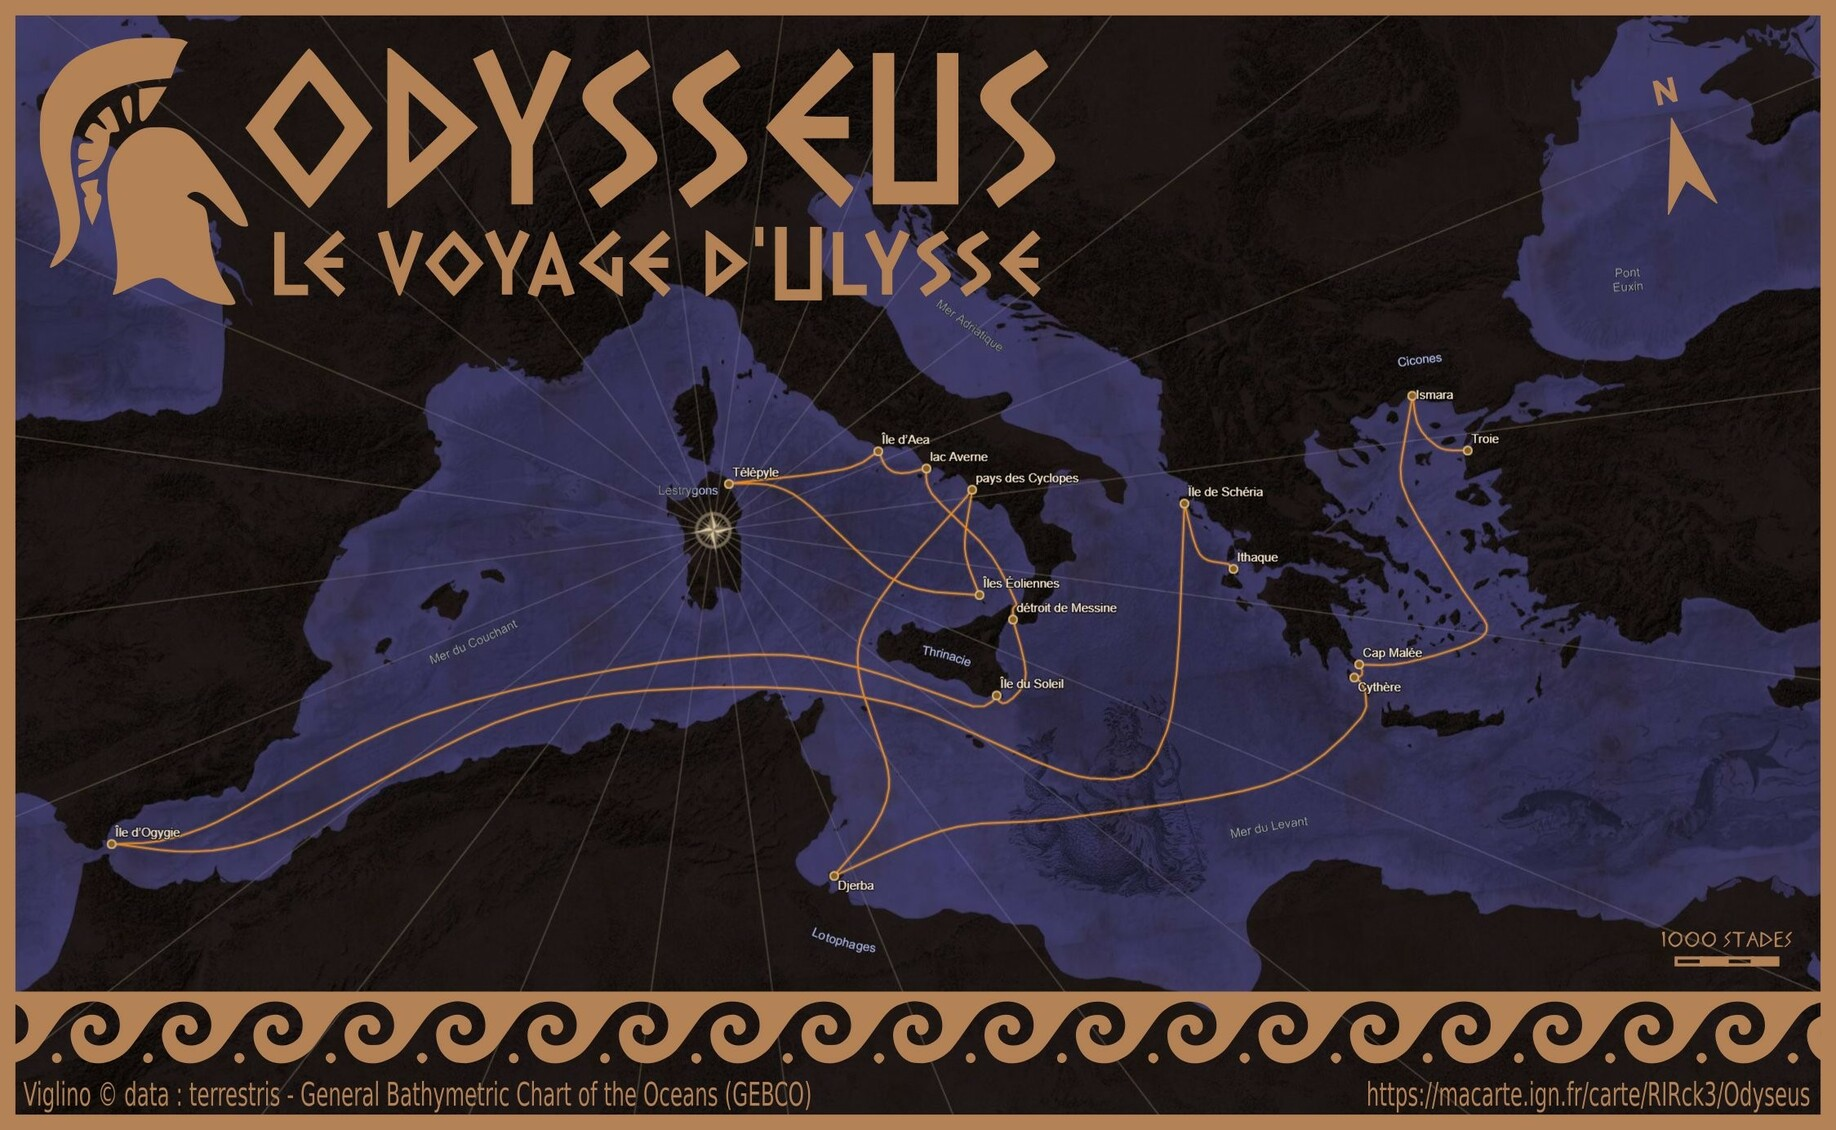 ODYSSEUS
LE VOYAGE D'ULYSSE
N
Pont
Euxin
Mer Adriatique
Cicones
Ismara
Troie
Île d'Aea
lac Averne
Télépyle
pays des Cyclopes
Lestrygons
Île de Schéria
Ithaque
Îles Éoliennes
détroit de Messine
Mer du Couchant
Thrinacie
Cap Malée
Île du Soleil
Cythère
Île d'Ogygie
Mer du Levant
Djerba
Lotophages
1000 STADES
Viglino © data : terrestris - General Bathymetric Chart of the Oceans (GEBCO)
https://macarte.ign.fr/carte/RIRck3/Odyseus